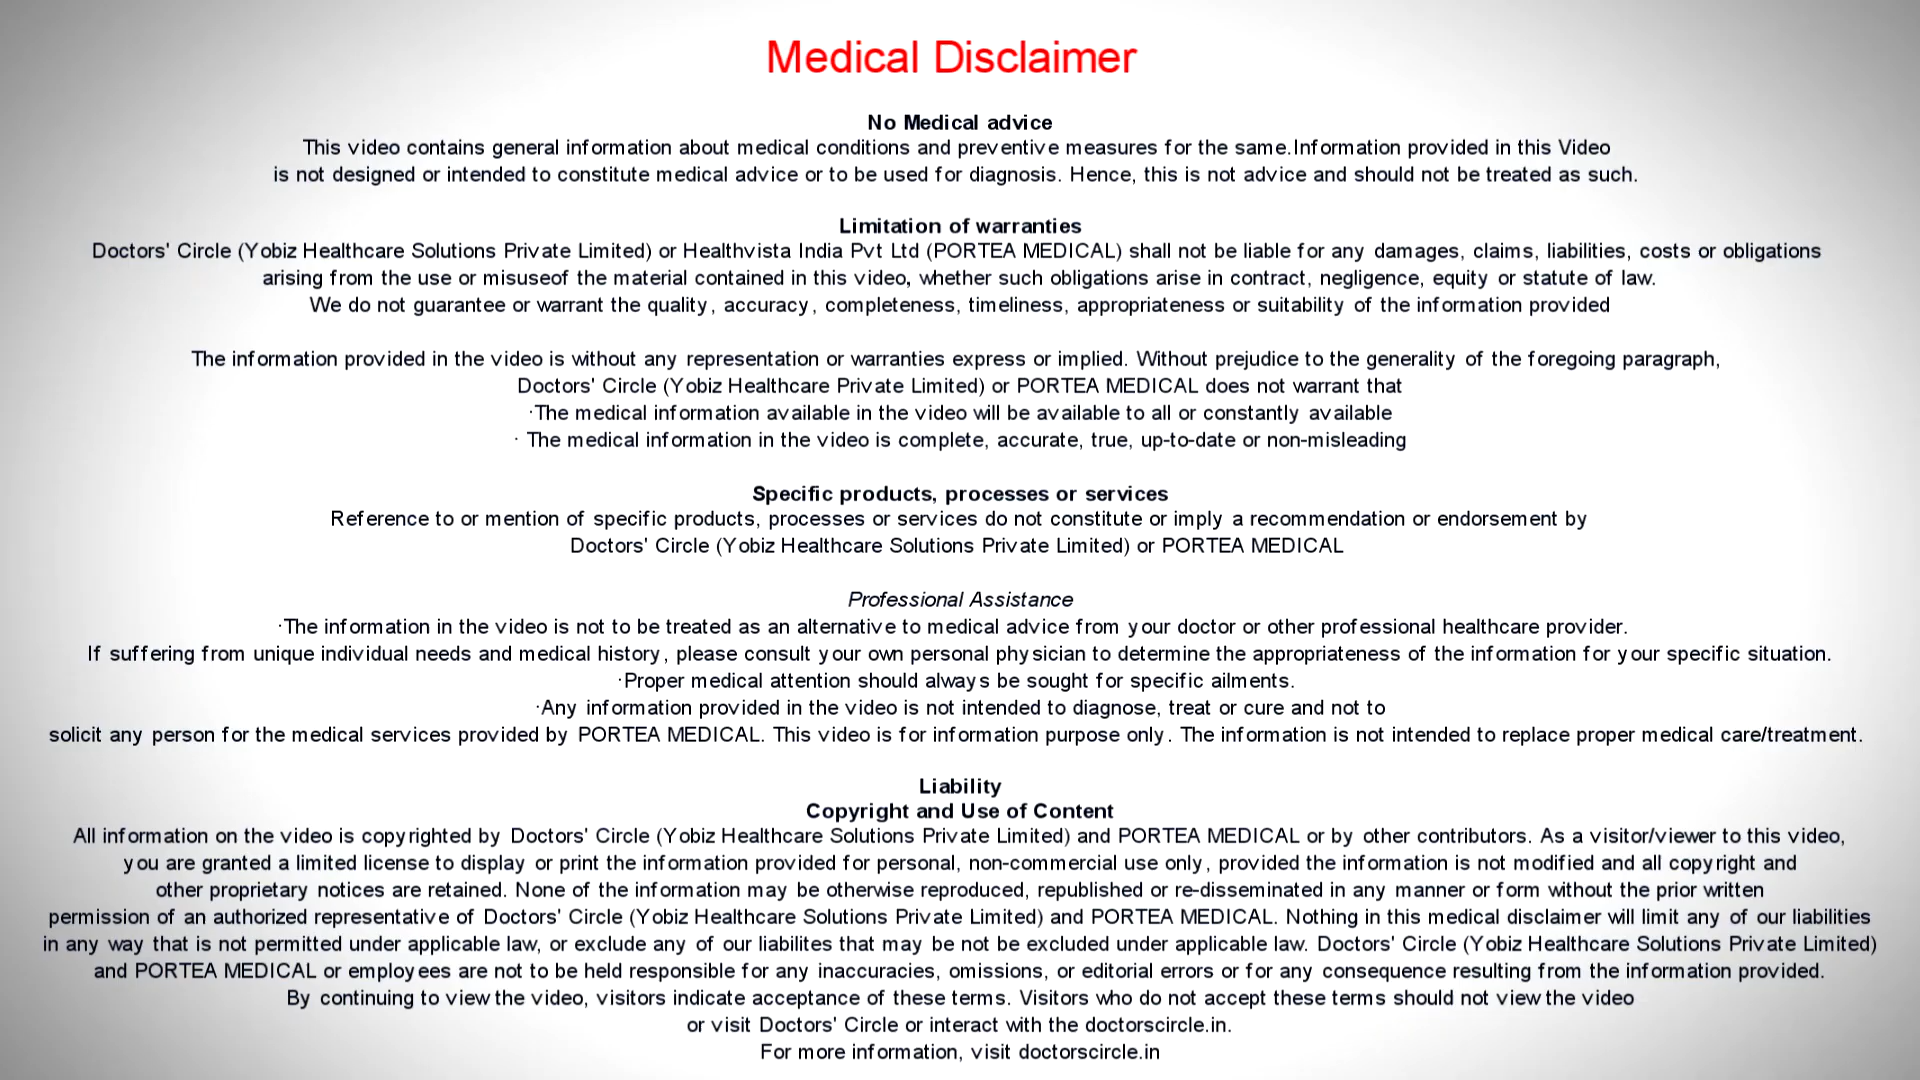 Medical Disclaimer
No Medical advice
This video contains general information about medical conditions and preventive measures for the same.Information provided in this Video
is not designed or intended to constitute medical advice or to be used for diagnosis. Hence, this is not advice and should not be treated as such.
Limitation of warranties
Doctors' Circle (Yobiz Healthcare Solutions Private Limited) or Healthvista India Pvt Ltd (PORTEA MEDICAL) shall not be liable for any damages, claims, liabilities, costs or obligations
arising from the use or misuseof the material contained in this video, whether such obligations arise in contract, negligence, equity or statute of law.
We do not guarantee or warrant the quality, accuracy, completeness, timeliness, appropriateness or suitability of the information provided
The information provided in the video is without any representation or warranties express or implied. Without prejudice to the generality of the foregoing paragraph,
Doctors' Circle (Yobiz Healthcare Private Limited) or PORTEA MEDICAL does not warrant that
·The medical information available in the video will be available to all or constantly available
· The medical information in the video is complete, accurate, true, up-to-date or non-misleading
Specific products, processes or services
Reference to or mention of specific products, processes or services do not constitute or imply a recommendation or endorsement by
Doctors' Circle (Yobiz Healthcare Solutions Private Limited) or PORTEA MEDICAL
Professional Assistance
·The information in the video is not to be treated as an alternative to medical advice from your doctor or other professional healthcare provider.
If suffering from unique individual needs and medical history, please consult your own personal physician to determine the appropriateness of the information for your specific situation.
·Proper medical attention should always be sought for specific ailments.
·Any information provided in the video is not intended to diagnose, treat or cure and not to
solicit any person for the medical services provided by PORTEA MEDICAL. This video is for information purpose only. The information is not intended to replace proper medical care/treatment.
Liability
Copyright and Use of Content
All information on the video is copyrighted by Doctors' Circle (Yobiz Healthcare Solutions Private Limited) and PORTEA MEDICAL or by other contributors. As a visitor/viewer to this video,
you are granted a limited license to display or print the information provided for personal, non-commercial use only, provided the information is not modified and all copyright and
other proprietary notices are retained. None of the information may be otherwise reproduced, republished or re-disseminated in any manner or form without the prior written
permission of an authorized representative of Doctors' Circle (Yobiz Healthcare Solutions Private Limited) and PORTEA MEDICAL. Nothing in this medical disclaimer will limit any of our liabilities
in any way that is not permitted under applicable law, or exclude any of our liabilites that may be not be excluded under applicable law. Doctors' Circle (Yobiz Healthcare Solutions Private Limited)
and PORTEA MEDICAL or employees are not to be held responsible for any inaccuracies, omissions, or editorial errors or for any consequence resulting from the information provided.
By continuing to view the video, visitors indicate acceptance of these terms. Visitors who do not accept these terms should not view the video
or visit Doctors' Circle or interact with the doctorscircle.in.
For more information, visit doctorscircle.in